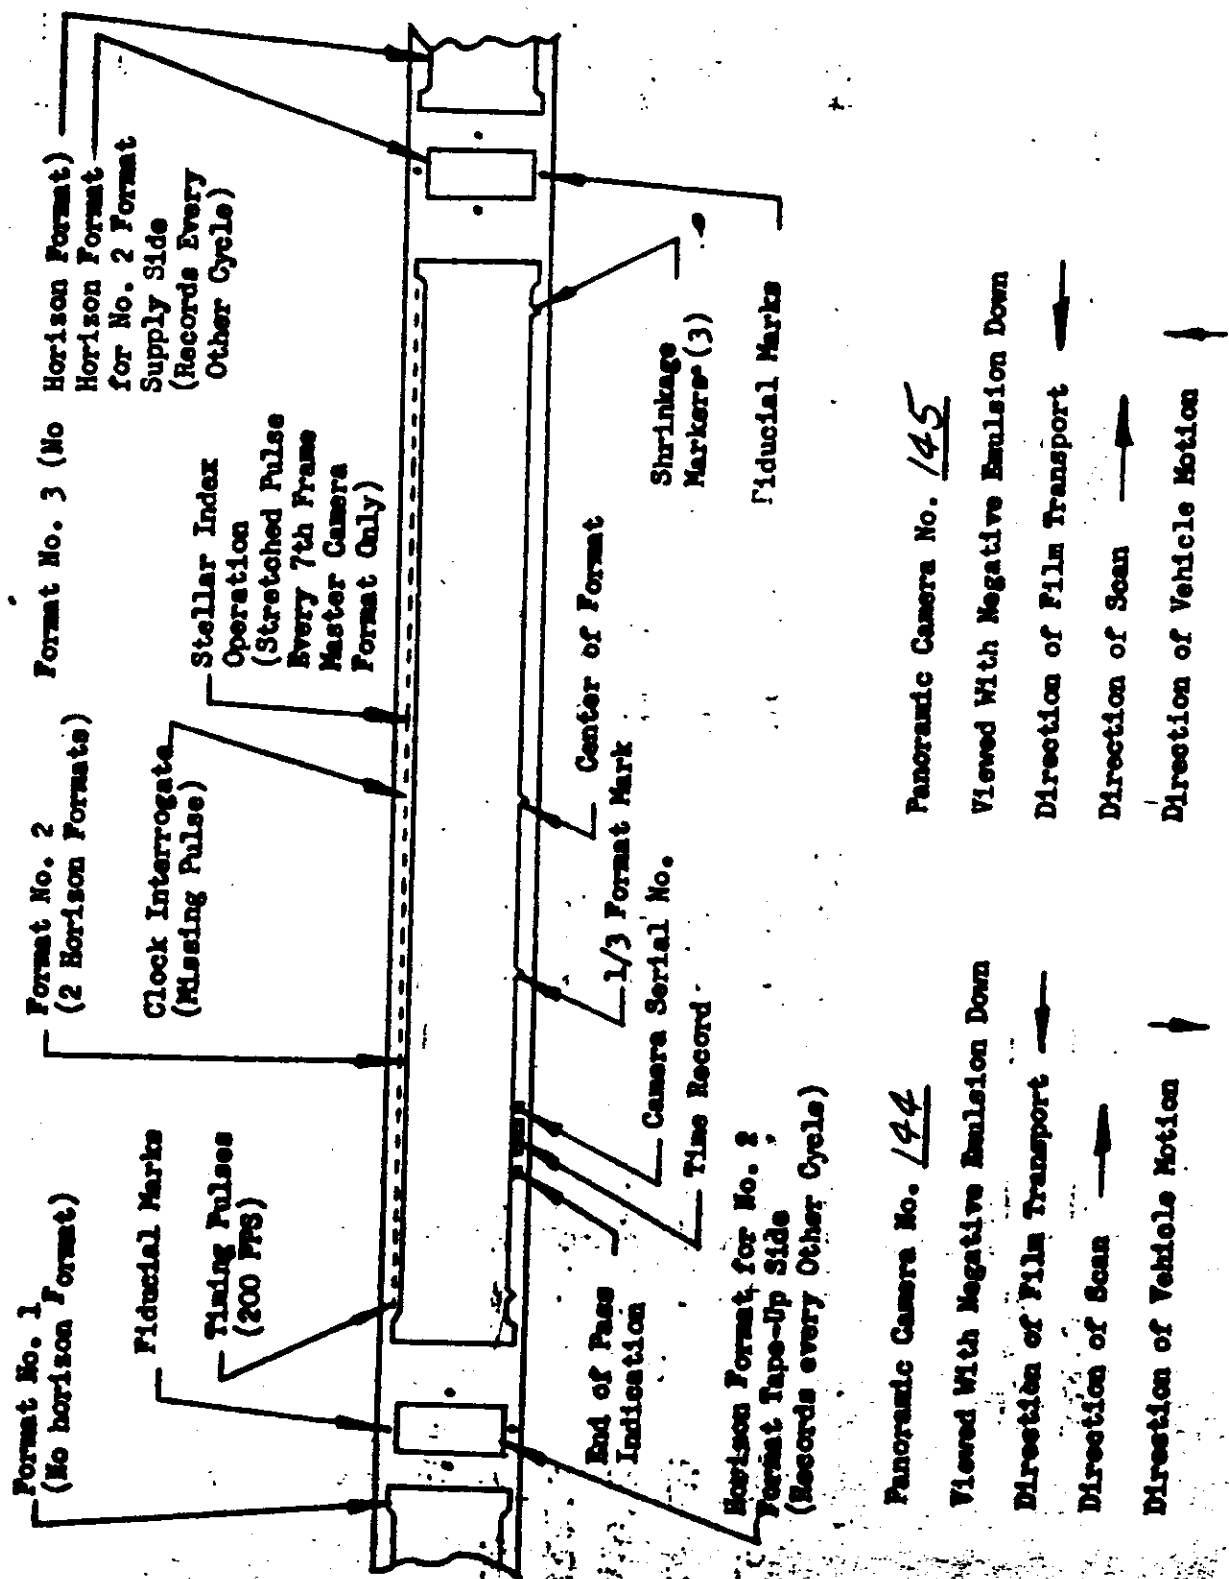 Format No. 1
(No horizon Format)
Fiducial Marks
Timing Pulses
(200 PPS)
Format No. 2
(2 Horizon Formats)
Clock Interrogate
(Missing Pulse)
Format No. 3 (No Horizon Format)
Horizon Format
for No. 2 Format
Supply Side
(Records Every
Other Cycle)
Stellar Index
Operation
(Stretched Pulse
Every 7th Frame
Master Camera
Format Only)
End of Pass
Indication
Horizon Format for No. 2
Format Tape-Up Side
(Records every Other Cycle)
Time Record
Camera Serial No.
1/3 Format Mark
Center of Format
Shrinkage
Markers (3)
Fiducial Marks
Panoramic Camera No. 144
Viewed With Negative Emulsion Down
Direction of Film Transport
Direction of Scan
Direction of Vehicle Motion
Panoramic Camera No. 145
Viewed With Negative Emulsion Down
Direction of Film Transport
Direction of Scan
Direction of Vehicle Motion